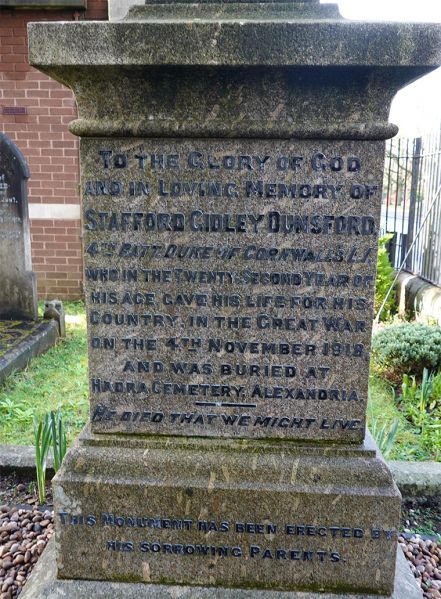 TO THE GLORY OF GOD
AND IN LOVING MEMORY OF
STAFFORD GIDLEY DUNSFORD,
4TH BATT. DUKE OF CORNWALLS L.I.
WHO IN THE TWENTY-SECOND YEAR OF
HIS AGE GAVE HIS LIFE FOR HIS
COUNTRY, IN THE GREAT WAR
ON THE 4TH NOVEMBER 1918
AND WAS BURIED AT
HADRA CEMETERY, ALEXANDRIA.
HE DIED THAT WE MIGHT LIVE.
THIS MONUMENT HAS BEEN ERECTED BY
HIS SORROWING PARENTS.